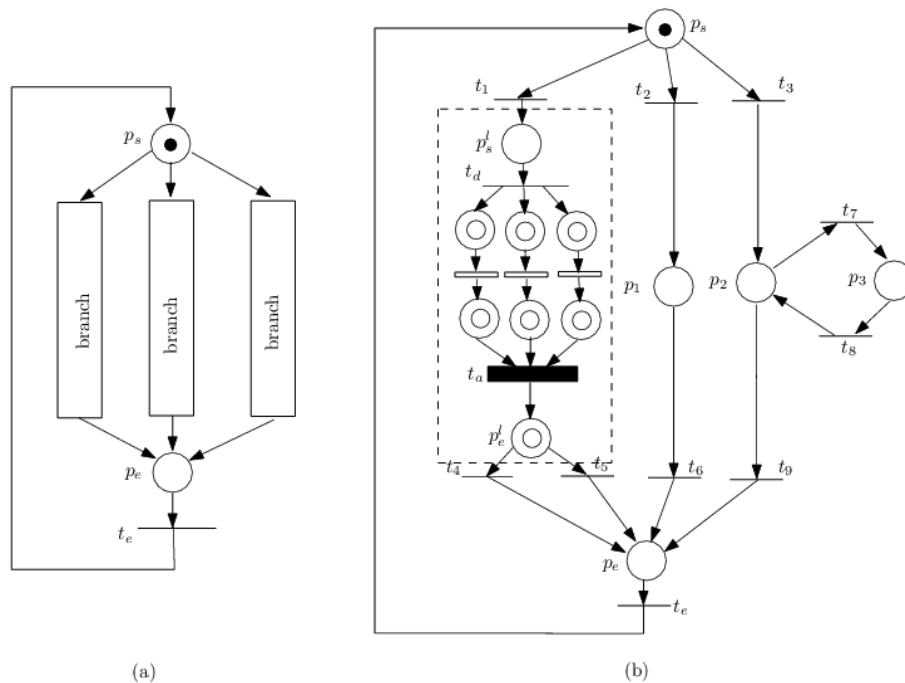 p_s
branch
branch
branch
p_e
t_e
(a)
p_s
t_1
t_2
t_3
p_s^l
t_d
t_7
p_1
p_2
p_3
t_8
t_a
p_e^l
t_4
t_5
t_6
t_9
p_e
t_e
(b)